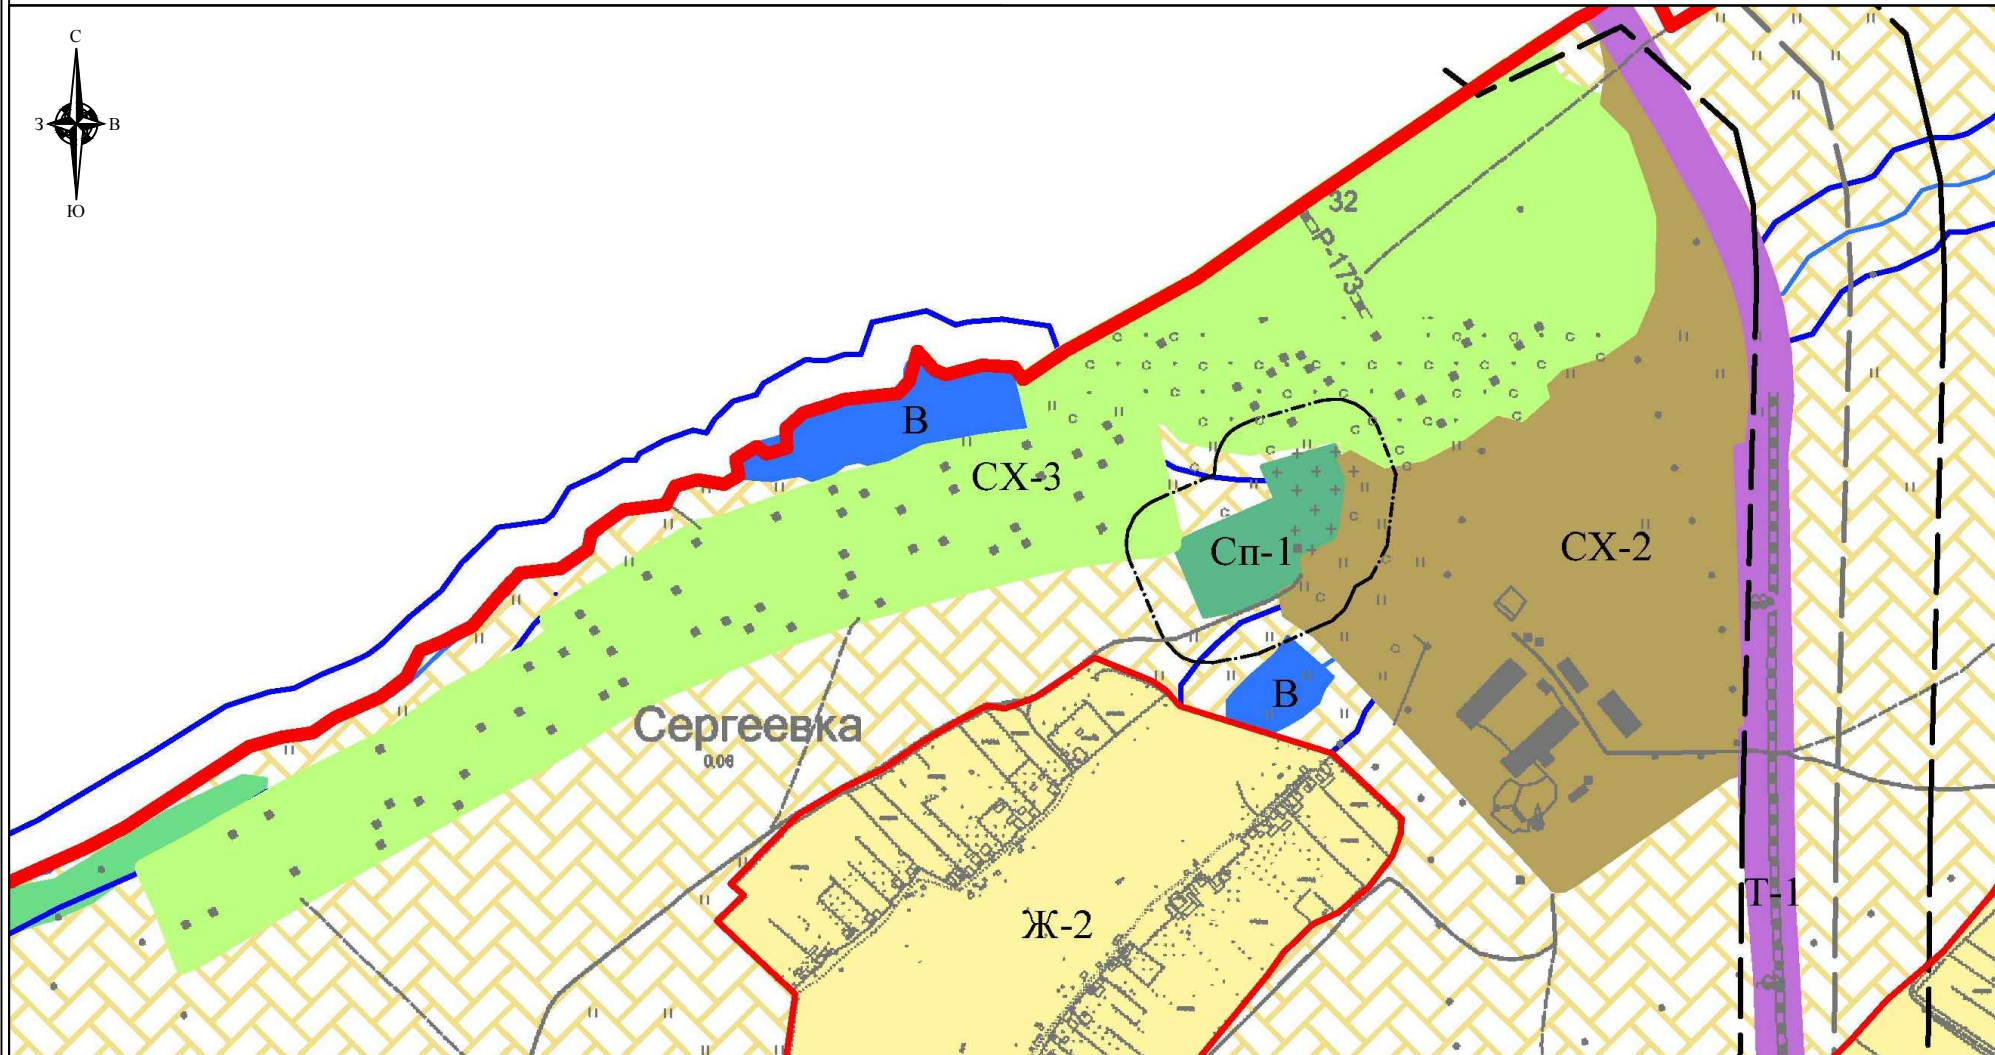 С
З В
Ю
32
Р-173
В
СХ-3
Сп-1
СХ-2
В
Сергеевка
0.08
Т-1
Ж-2